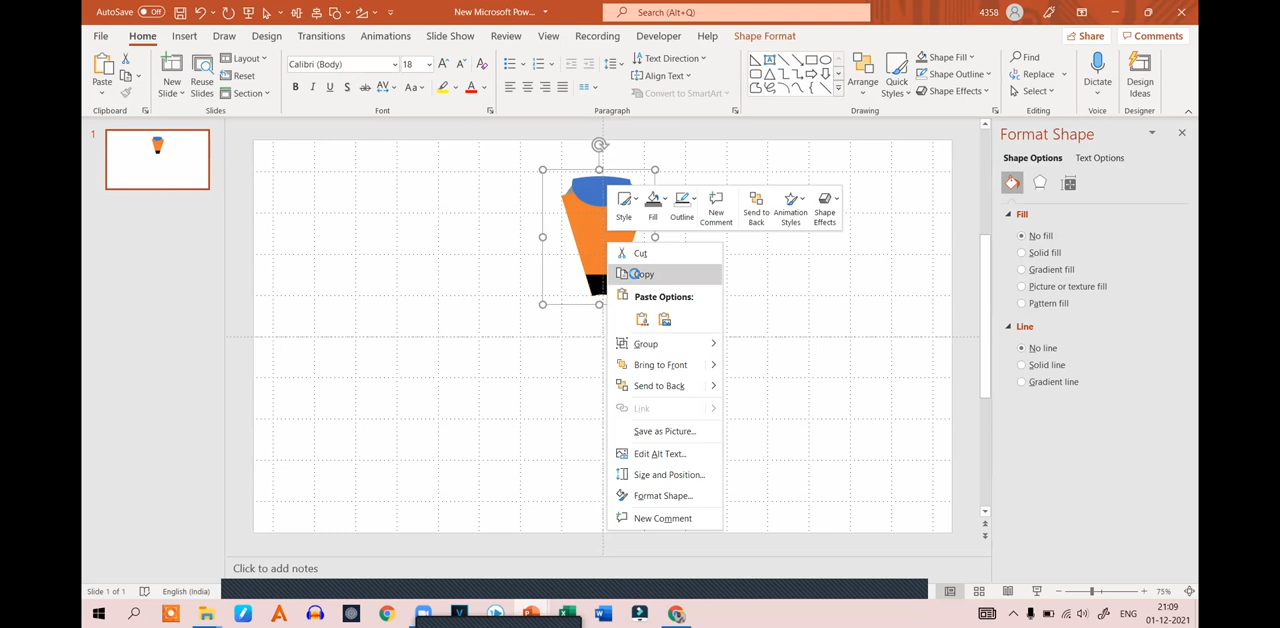 AutoSave Off New Microsoft Pow... Search (Alt+Q) 4358
File Home Insert Draw Design Transitions Animations Slide Show Review View Recording Developer Help Shape Format Share Comments
Paste New Slide Reuse Slides Layout Reset Section Calibri (Body) 18 Text Direction Align Text Convert to SmartArt Arrange Quick Styles Shape Fill Shape Outline Shape Effects Find Replace Select Dictate Design Ideas
B I U S ab AV Aa A
Clipboard Slides Font Paragraph Drawing Editing Voice Designer
1
Style Fill Outline New Comment Send to Back Animation Styles Shape Effects
Cut
Copy
Paste Options:
Group
Bring to Front
Send to Back
Link
Save as Picture...
Edit Alt Text...
Size and Position...
Format Shape...
New Comment
Format Shape
Shape Options Text Options
Fill
No fill
Solid fill
Gradient fill
Picture or texture fill
Pattern fill
Line
No line
Solid line
Gradient line
Click to add notes
Slide 1 of 1 English (India) 75%
ENG 21:09
01-12-2021